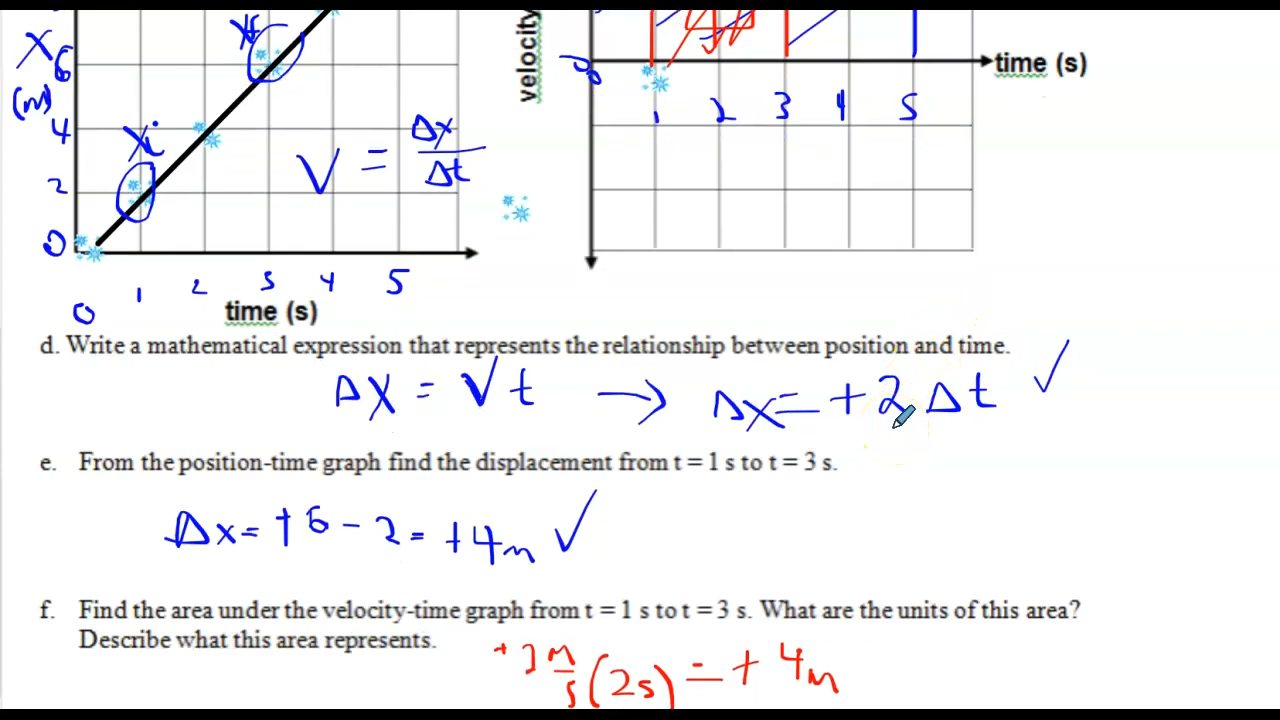 x
6
(m)
4
2
0
xf
xi
V = Δx/Δt
0 1 2 3 4 5
time (s)
velocity
0
time (s)
1 2 3 4 5
d. Write a mathematical expression that represents the relationship between position and time.
Δx = Vt → Δx = +2Δt ✓
e. From the position-time graph find the displacement from t = 1 s to t = 3 s.
Δx = +6 - 2 = +4m ✓
f. Find the area under the velocity-time graph from t = 1 s to t = 3 s. What are the units of this area?
Describe what this area represents.
+2 m/s (2s) = + 4m